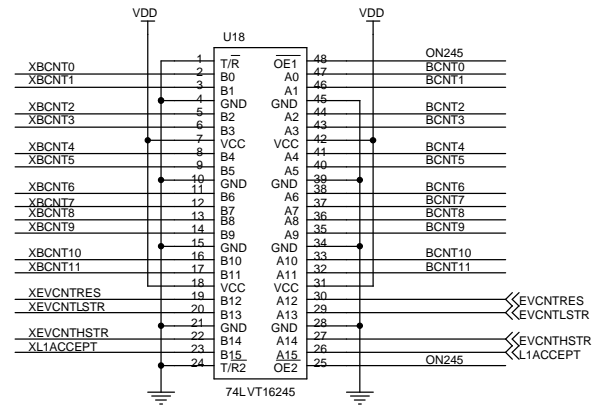 VDD VDD
U18
1 T/R OE1 48 ON245
XBCNT0 2 B0 A0 47 BCNT0
XBCNT1 3 B1 A1 46 BCNT1
4 GND GND 45
XBCNT2 5 B2 A2 44 BCNT2
XBCNT3 6 B3 A3 43 BCNT3
7 VCC VCC 42
XBCNT4 8 B4 A4 41 BCNT4
XBCNT5 9 B5 A5 40 BCNT5
10 GND GND 39
XBCNT6 11 B6 A6 38 BCNT6
XBCNT7 12 B7 A7 37 BCNT7
XBCNT8 13 B8 A8 36 BCNT8
XBCNT9 14 B9 A9 35 BCNT9
15 GND GND 34
XBCNT10 16 B10 A10 33 BCNT10
XBCNT11 17 B11 A11 32 BCNT11
18 VCC VCC 31
XEVCNTRES 19 B12 A12 30 EVCNTRES
XEVCNTLSTR 20 B13 A13 29 EVCNTLSTR
21 GND GND 28
XEVCNTHSTR 22 B14 A14 27 EVCNTHSTR
XL1ACCEPT 23 B15 A15 26 L1ACCEPT
24 T/R2 OE2 25 ON245
74LVT16245